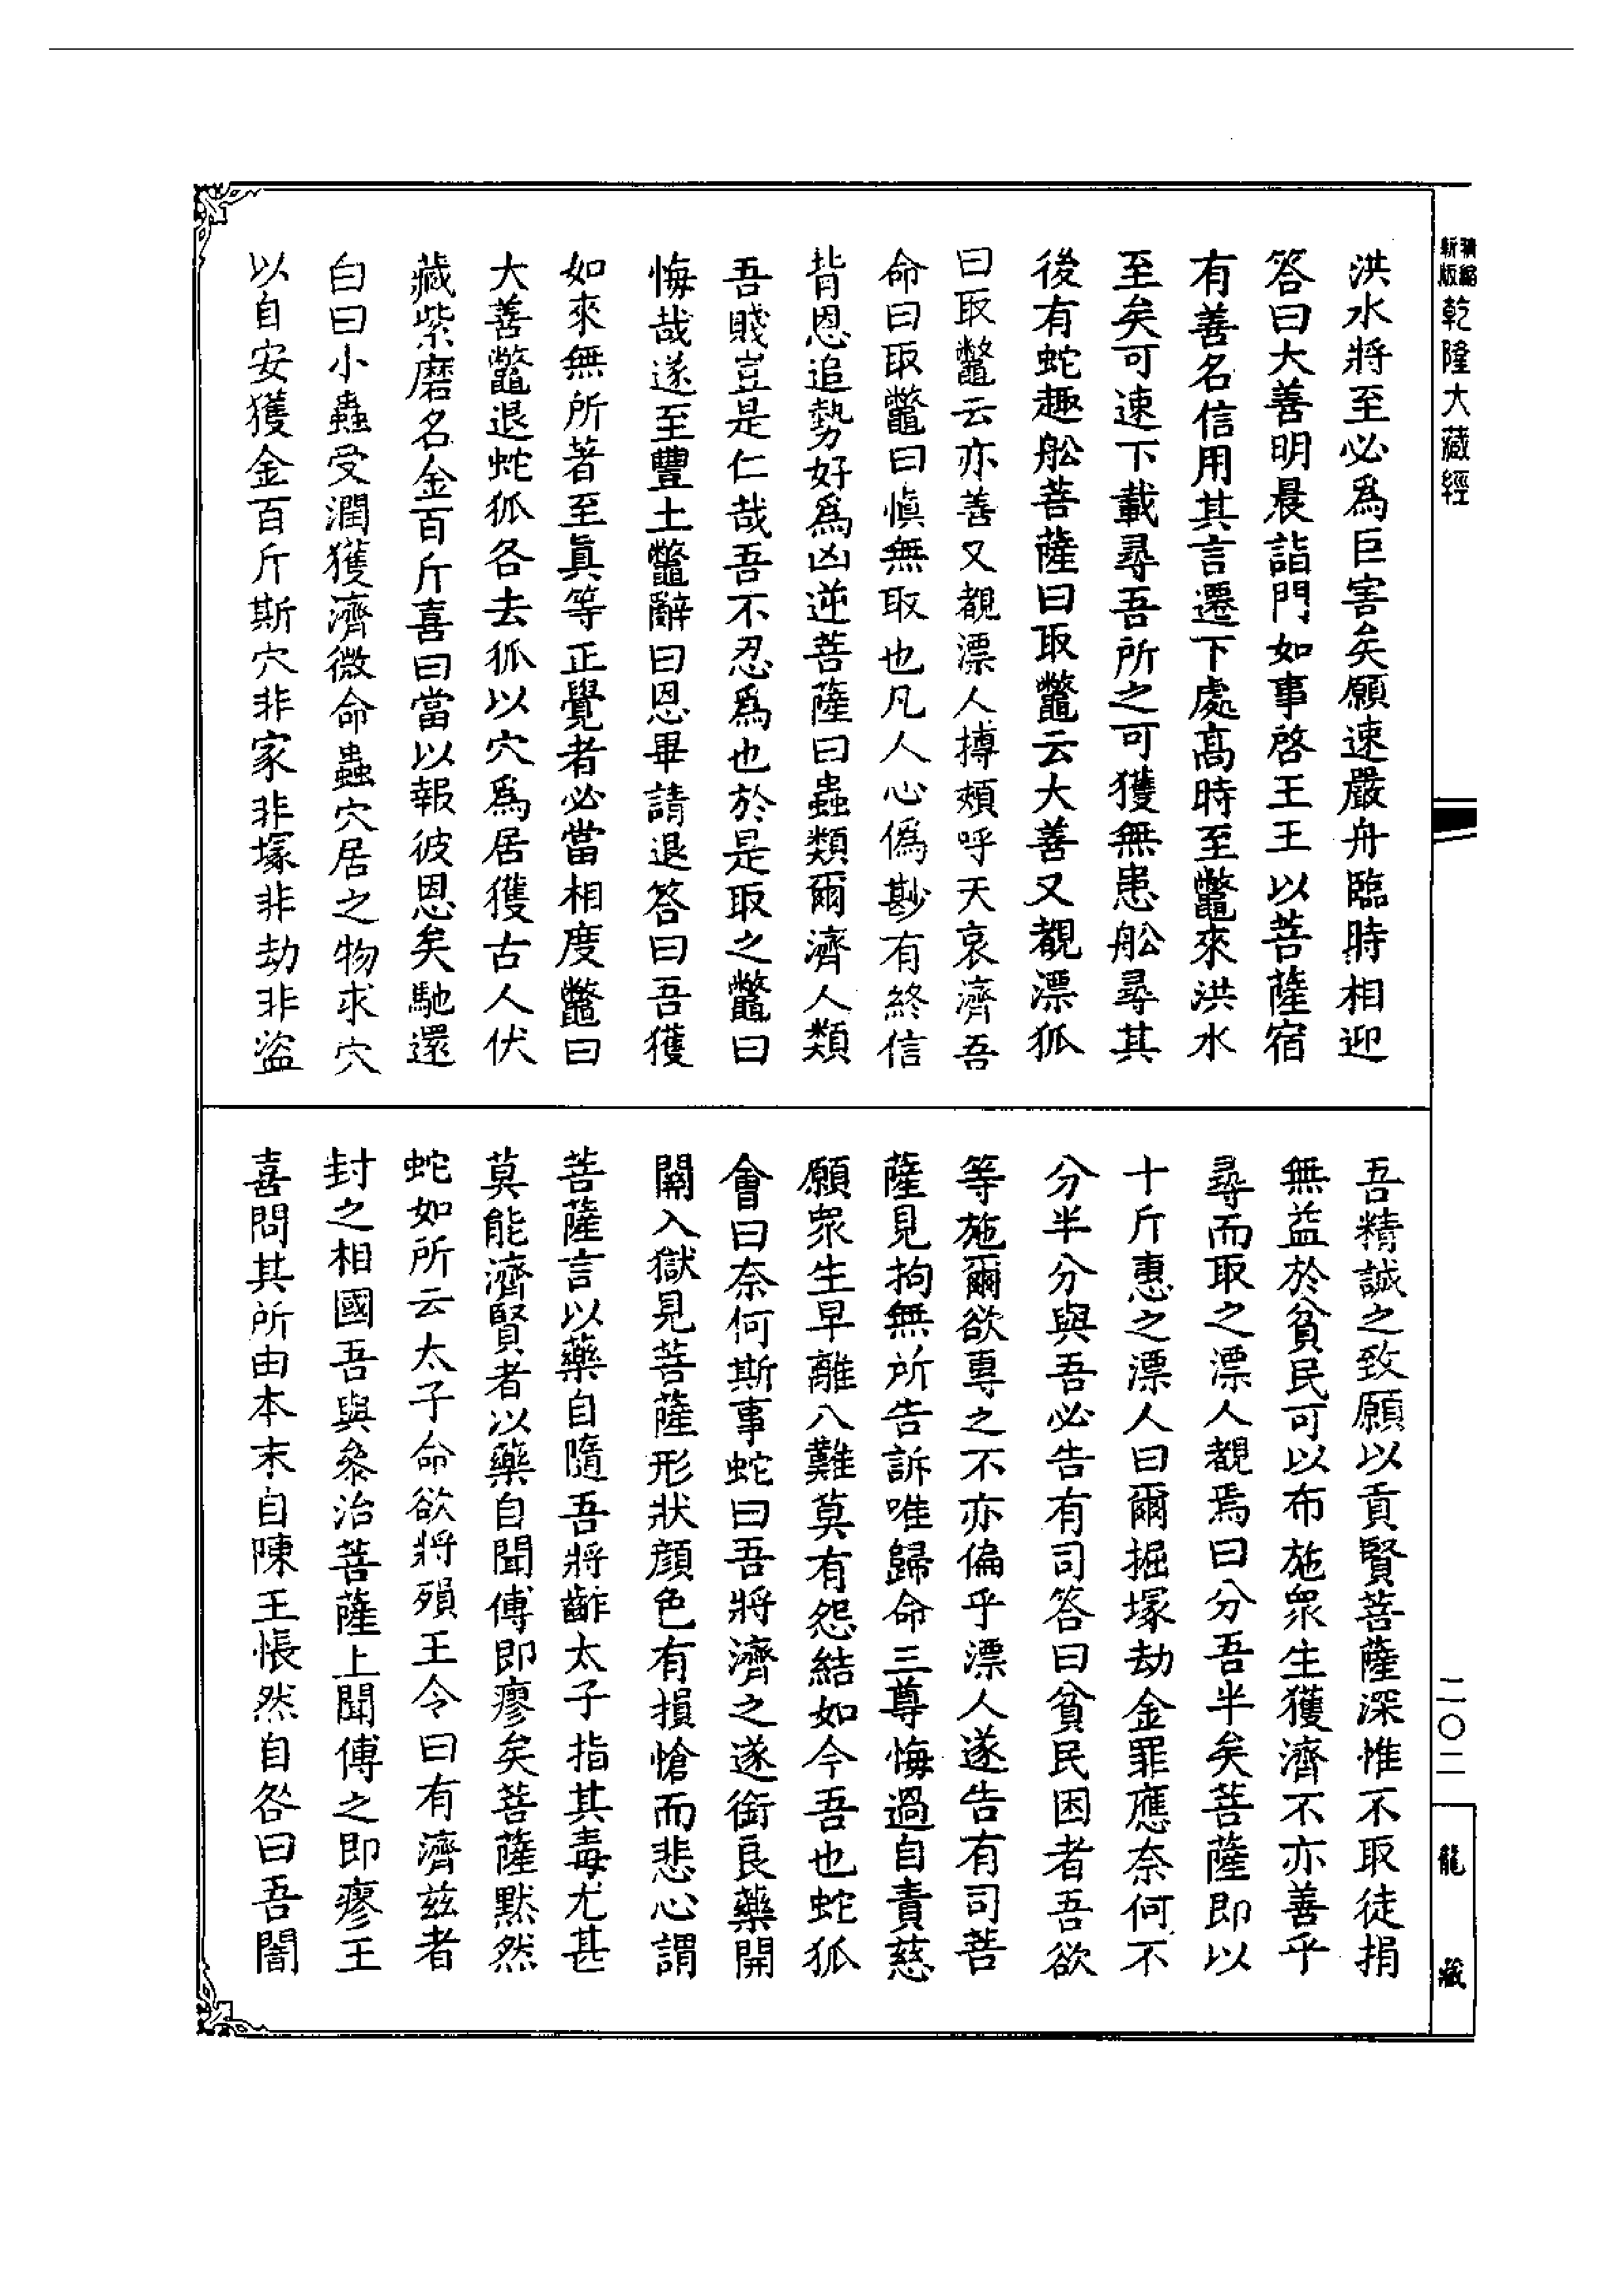 精縮
新版
乾隆大藏經
洪水將至必為巨害矣願速嚴舟臨時相迎
答曰大善明晨詣門如事啓王王以菩薩宿
有善名信用其言遷下處高時至鼈來洪水
至矣可速下載尋吾所之可獲無患舩尋其
後有蛇趣舩菩薩曰取鼈云大善又覩漂狐
曰取鼈云亦善又覩漂人搏頰呼天哀濟吾
命曰取鼈曰慎無取也凡人心偽尠有終信
背恩追勢好為凶逆菩薩曰蟲類爾濟人類
吾賤豈是仁哉吾不忍為也於是取之鼈曰
悔哉遂至豐土鼈辭曰恩畢請退答曰吾獲
如來無所著至真等正覺者必當相度鼈曰
大善鼈退蛇狐各去狐以穴為居獲古人伏
藏紫磨名金百斤喜曰當以報彼恩矣馳還
白曰小蟲受潤獲濟微命蟲穴居之物求穴
以自安獲金百斤斯穴非家非塚非劫非盜
吾精誠之致願以貢賢菩薩深惟不取徒捐
無益於貧民可以布施衆生獲濟不亦善乎
尋而取之漂人覩焉曰分吾半矣菩薩即以
十斤惠之漂人曰爾掘塚劫金罪應奈何不
分半分與吾必告有司答曰貧民困者吾欲
等施爾欲專之不亦偏乎漂人遂告有司菩
薩見拘無所告訴唯歸命三尊悔過自責慈
願衆生早離八難莫有怨結如今吾也蛇狐
會曰奈何斯事蛇曰吾將濟之遂銜良藥開
關入獄見菩薩形狀顏色有損愴而悲心謂
菩薩言以藥自隨吾將齚太子指其毒尤甚
莫能濟賢者以藥自聞傅即瘳矣菩薩默然
蛇如所云太子命欲將殞王令曰有濟茲者
封之相國吾與參治菩薩上聞傅之即瘳王
喜問其所由本末自陳王悵然自咎曰吾闇
二〇二
龍藏